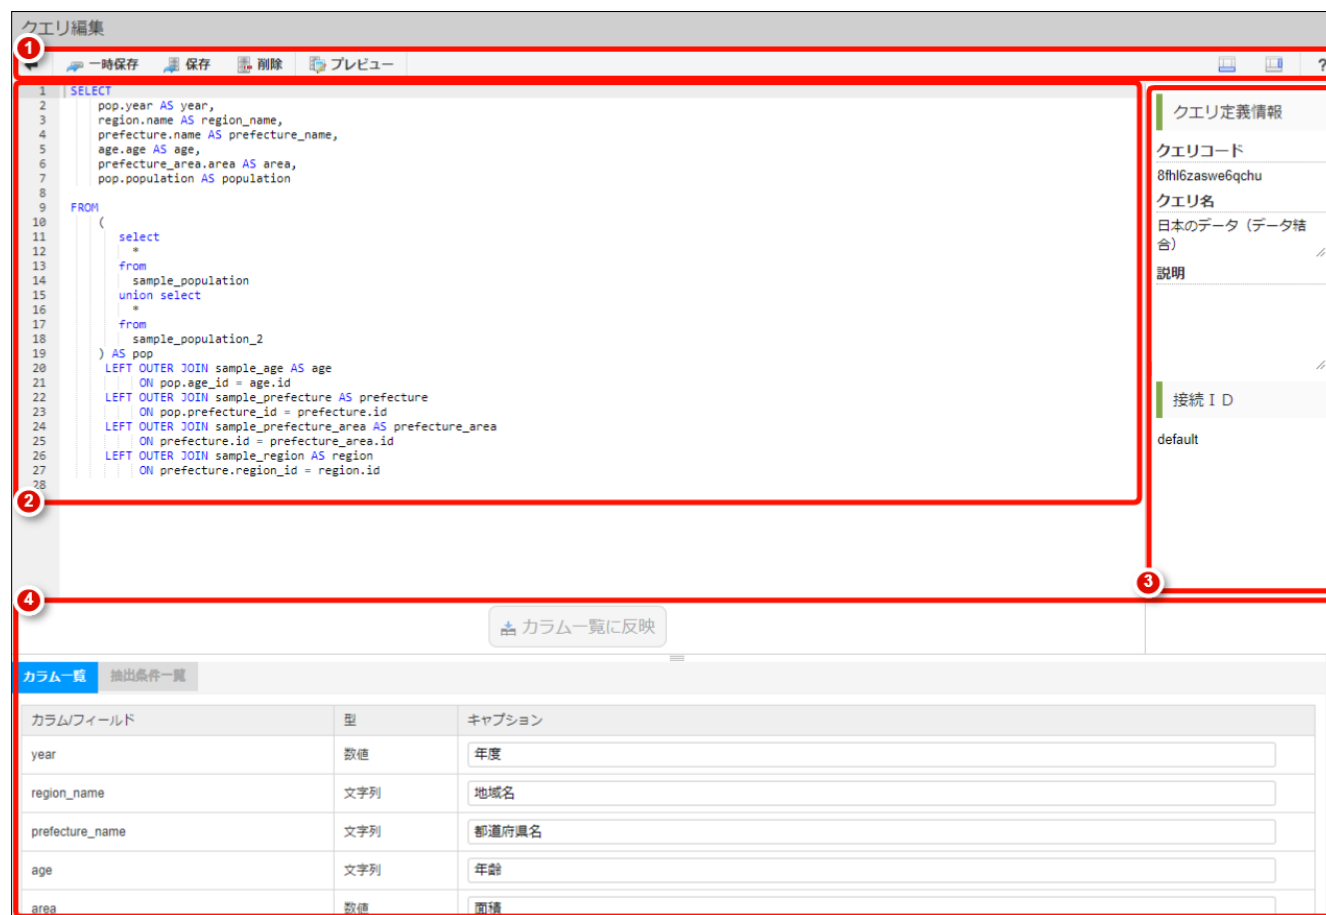 クエリ編集
1
一時保存 保存 削除 プレビュー ?
1 SELECT
2 pop.year AS year,
3 region.name AS region_name,
4 prefecture.name AS prefecture_name,
5 age.age AS age,
6 prefecture_area.area AS area,
7 pop.population AS population
8
9 FROM
10 (
11 select
12 *
13 from
14 sample_population
15 union select
16 *
17 from
18 sample_population_2
19 ) AS pop
20 LEFT OUTER JOIN sample_age AS age
21 ON pop.age_id = age.id
22 LEFT OUTER JOIN sample_prefecture AS prefecture
23 ON pop.prefecture_id = prefecture.id
24 LEFT OUTER JOIN sample_prefecture_area AS prefecture_area
25 ON prefecture.id = prefecture_area.id
26 LEFT OUTER JOIN sample_region AS region
27 ON prefecture.region_id = region.id
28
2
クエリ定義情報
クエリコード
8fhl6zaswe6qchu
クエリ名
日本のデータ（データ結
合）
説明
接続ＩＤ
default
3
4
カラム一覧に反映
カラム一覧 抽出条件一覧
カラム/フィールド 型 キャプション
year 数値 年度
region_name 文字列 地域名
prefecture_name 文字列 都道府県名
age 文字列 年齢
area 数値 面積